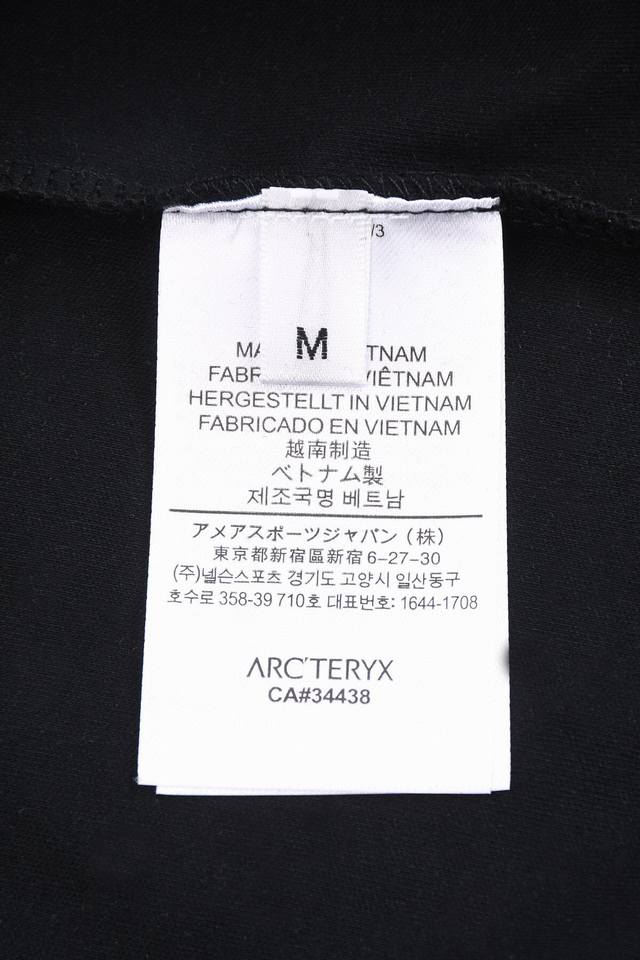 /3
M
MA TNAM
FABR VIÊTNAM
HERGESTELLT IN VIETNAM
FABRICADO EN VIETNAM
越南制造
ベトナム製
제조국명 베트남
アメアスポーツジャパン(株)
東京都新宿區新宿6-27-30
(주)넬슨스포츠 경기도 고양시 일산동구
호수로 358-39 710호 대표번호: 1644-1708
ARC'TERYX
CA#34438